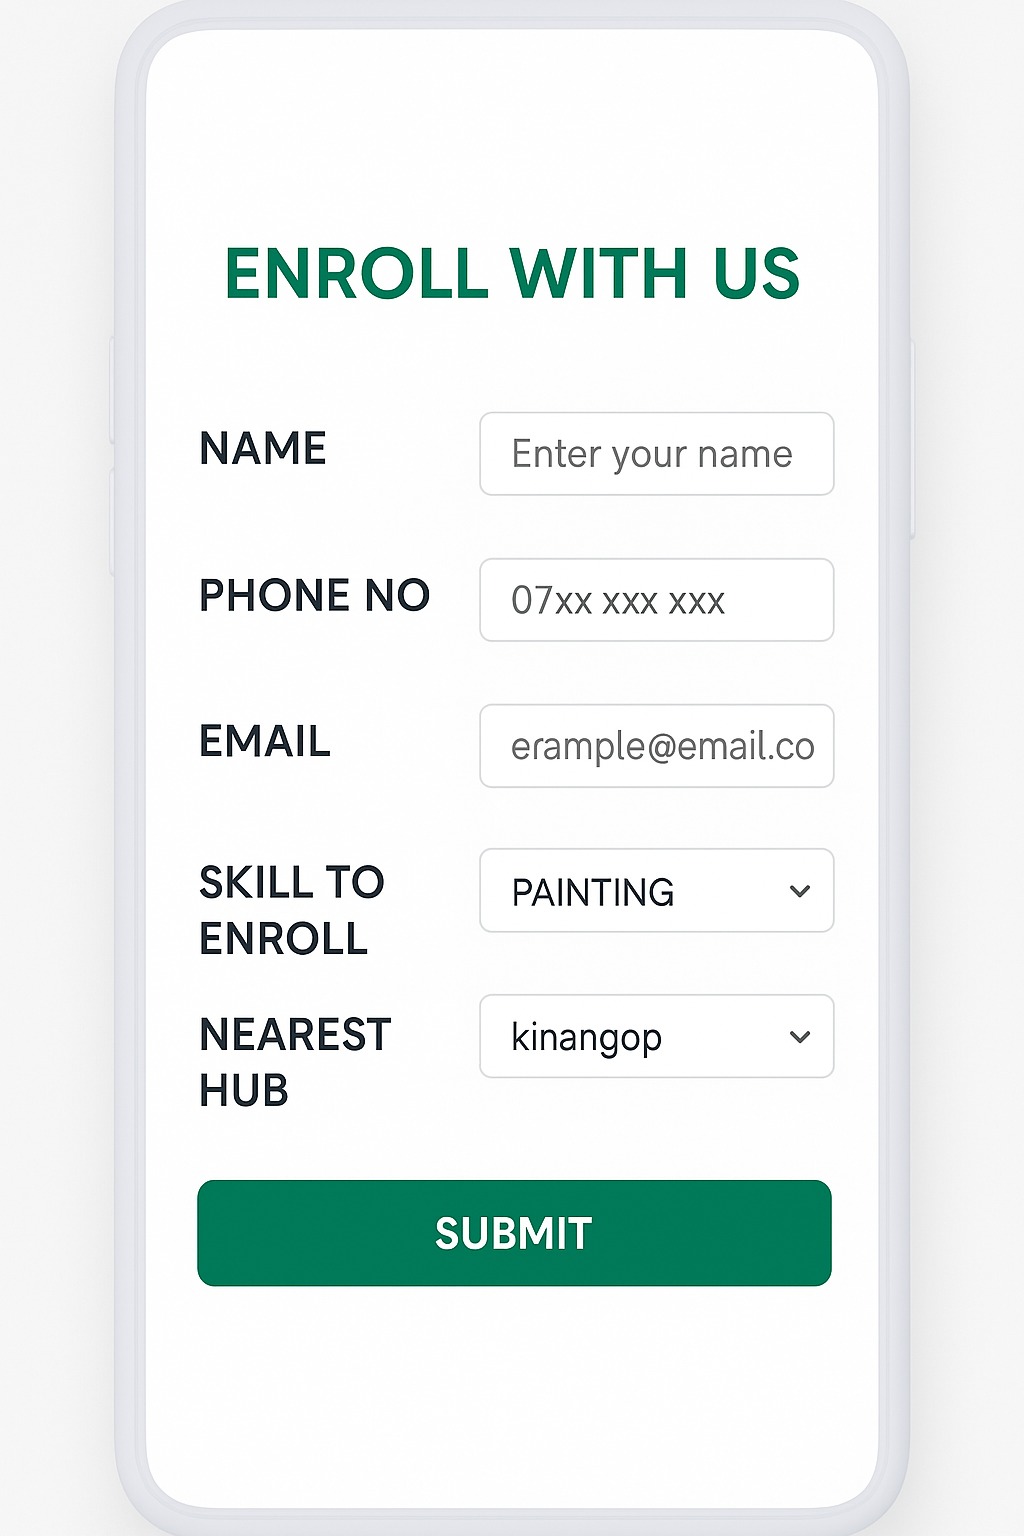 ENROLL WITH US
NAME
Enter your name
PHONE NO
07xx xxx xxx
EMAIL
erample@email.co
SKILL TO
ENROLL
PAINTING
NEAREST
HUB
kinangop
SUBMIT